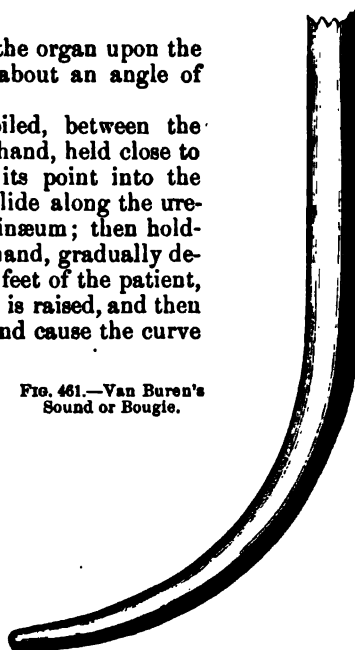 the organ upon the
about an angle of
iled, between the
hand, held close to
its point into the
lide along the ure-
inæum; then hold-
hand, gradually de-
feet of the patient,
is raised, and then
nd cause the curve
Fig. 461.—Van Buren's
Sound or Bougie.